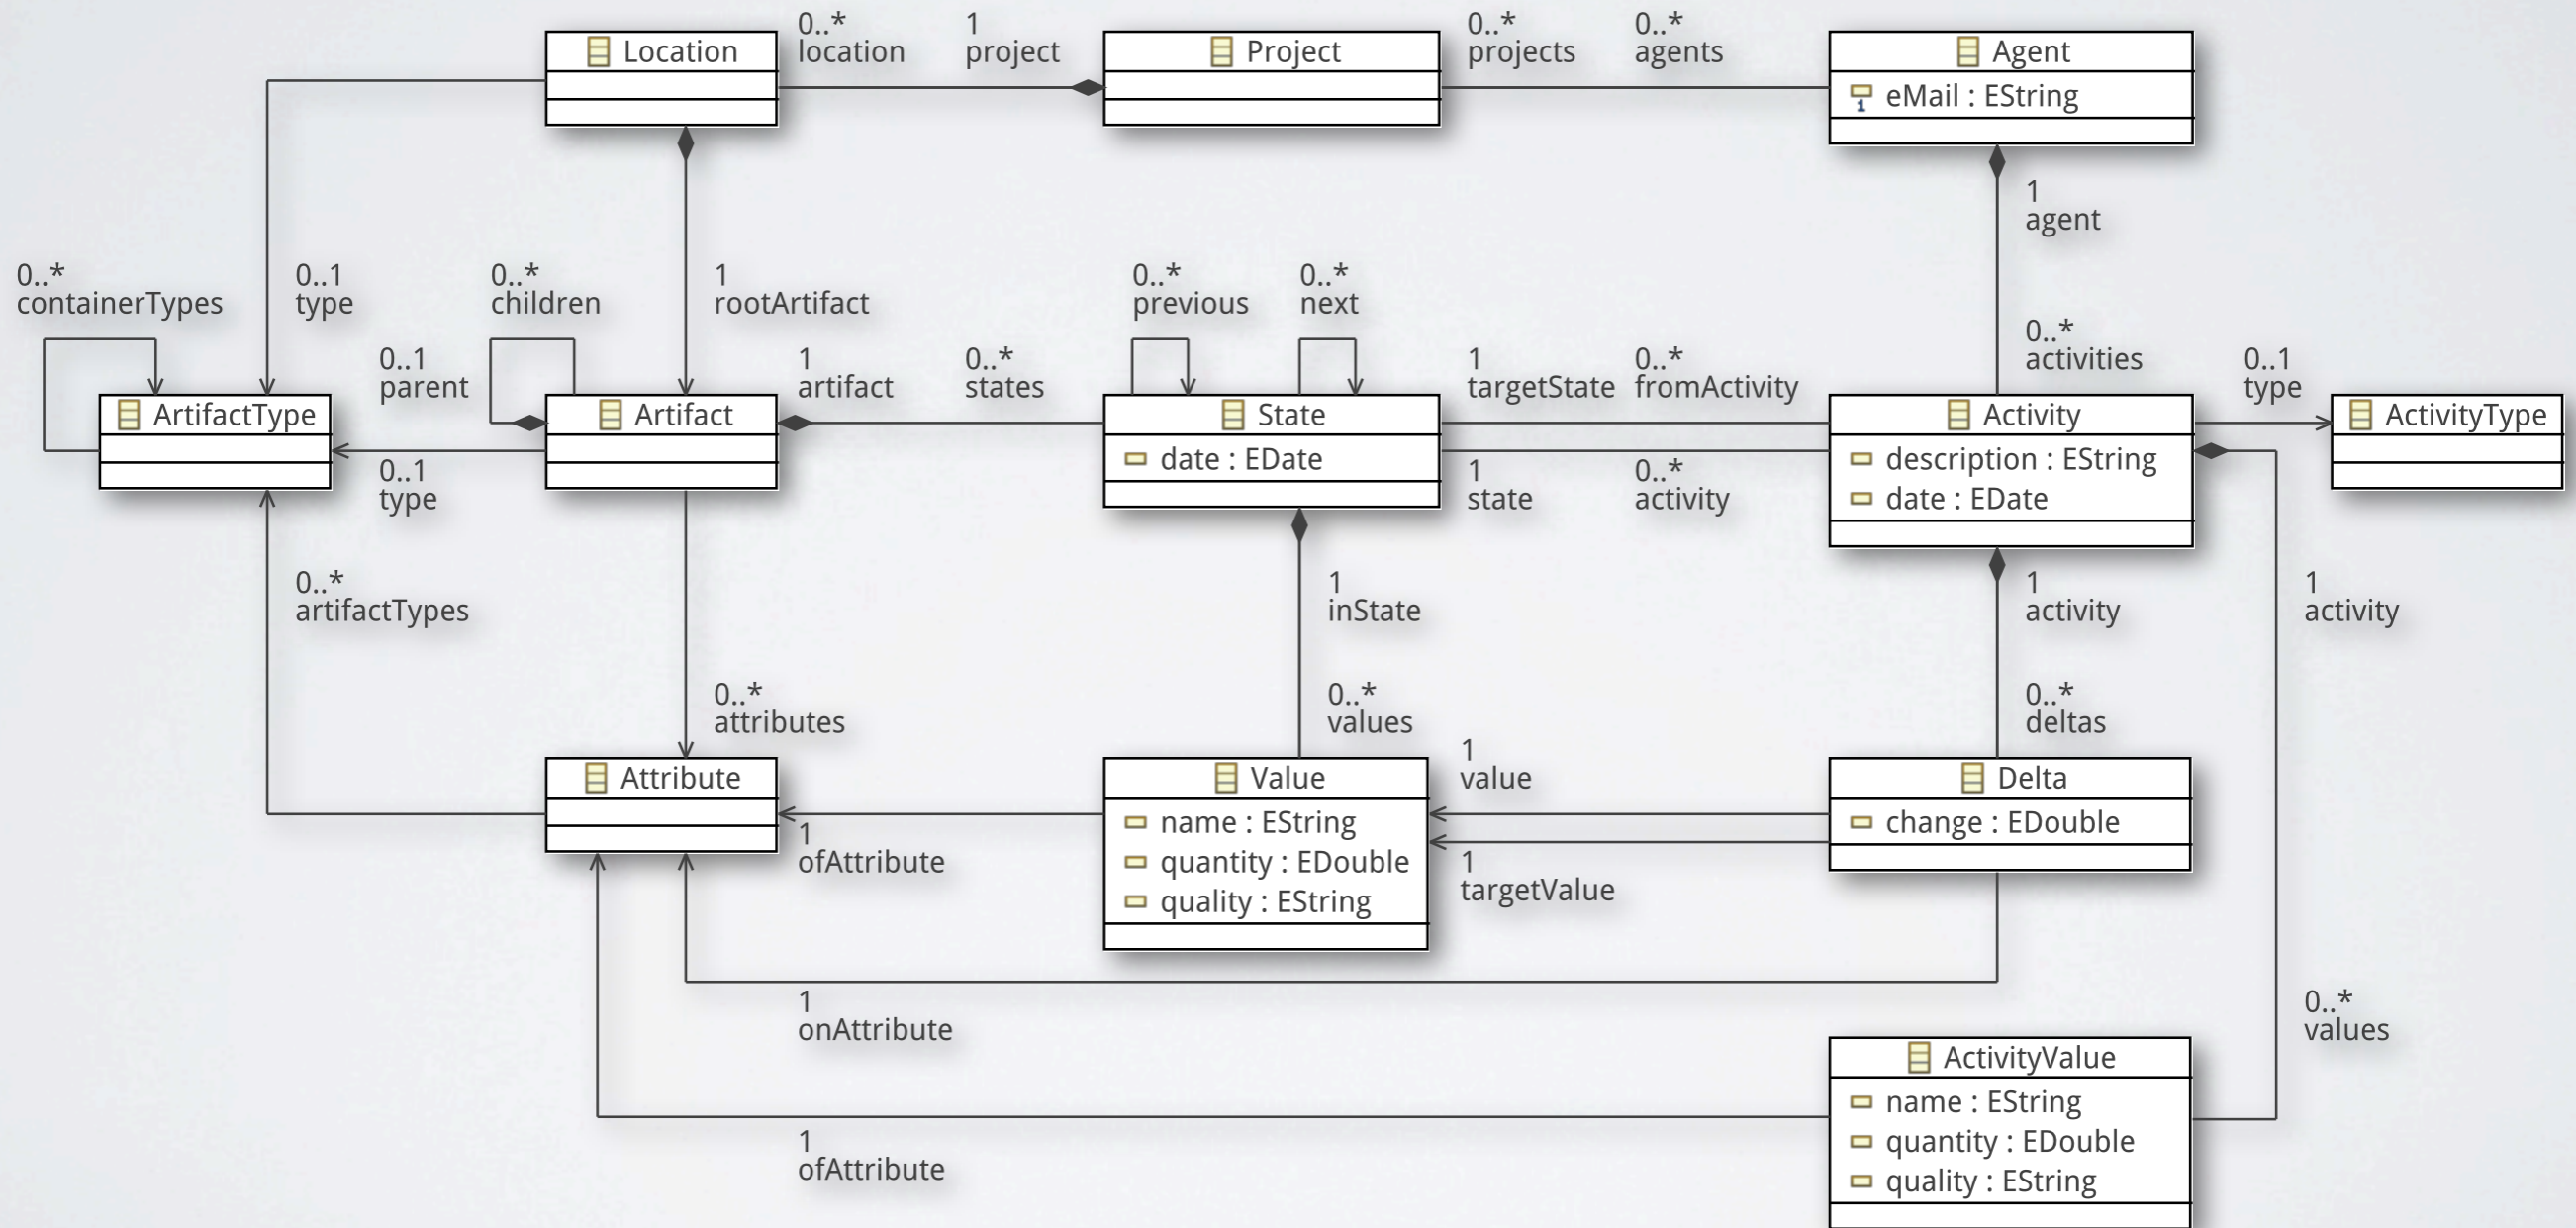 0..*
location
1
project
0..*
projects
0..*
agents
Location
Project
Agent
eMail : EString
1
agent
0..*
containerTypes
0..1
type
0..*
children
1
rootArtifact
0..*
previous
0..*
next
0..*
activities
0..1
parent
1
artifact
0..*
states
1
targetState
0..*
fromActivity
0..1
type
ArtifactType
Artifact
State
date : EDate
Activity
description : EString
date : EDate
ActivityType
0..1
type
1
state
0..*
activity
0..*
artifactTypes
1
inState
1
activity
1
activity
0..*
attributes
0..*
values
0..*
deltas
1
value
Attribute
Value
name : EString
quantity : EDouble
quality : EString
Delta
change : EDouble
1
ofAttribute
1
targetValue
1
onAttribute
0..*
values
ActivityValue
name : EString
quantity : EDouble
quality : EString
1
ofAttribute